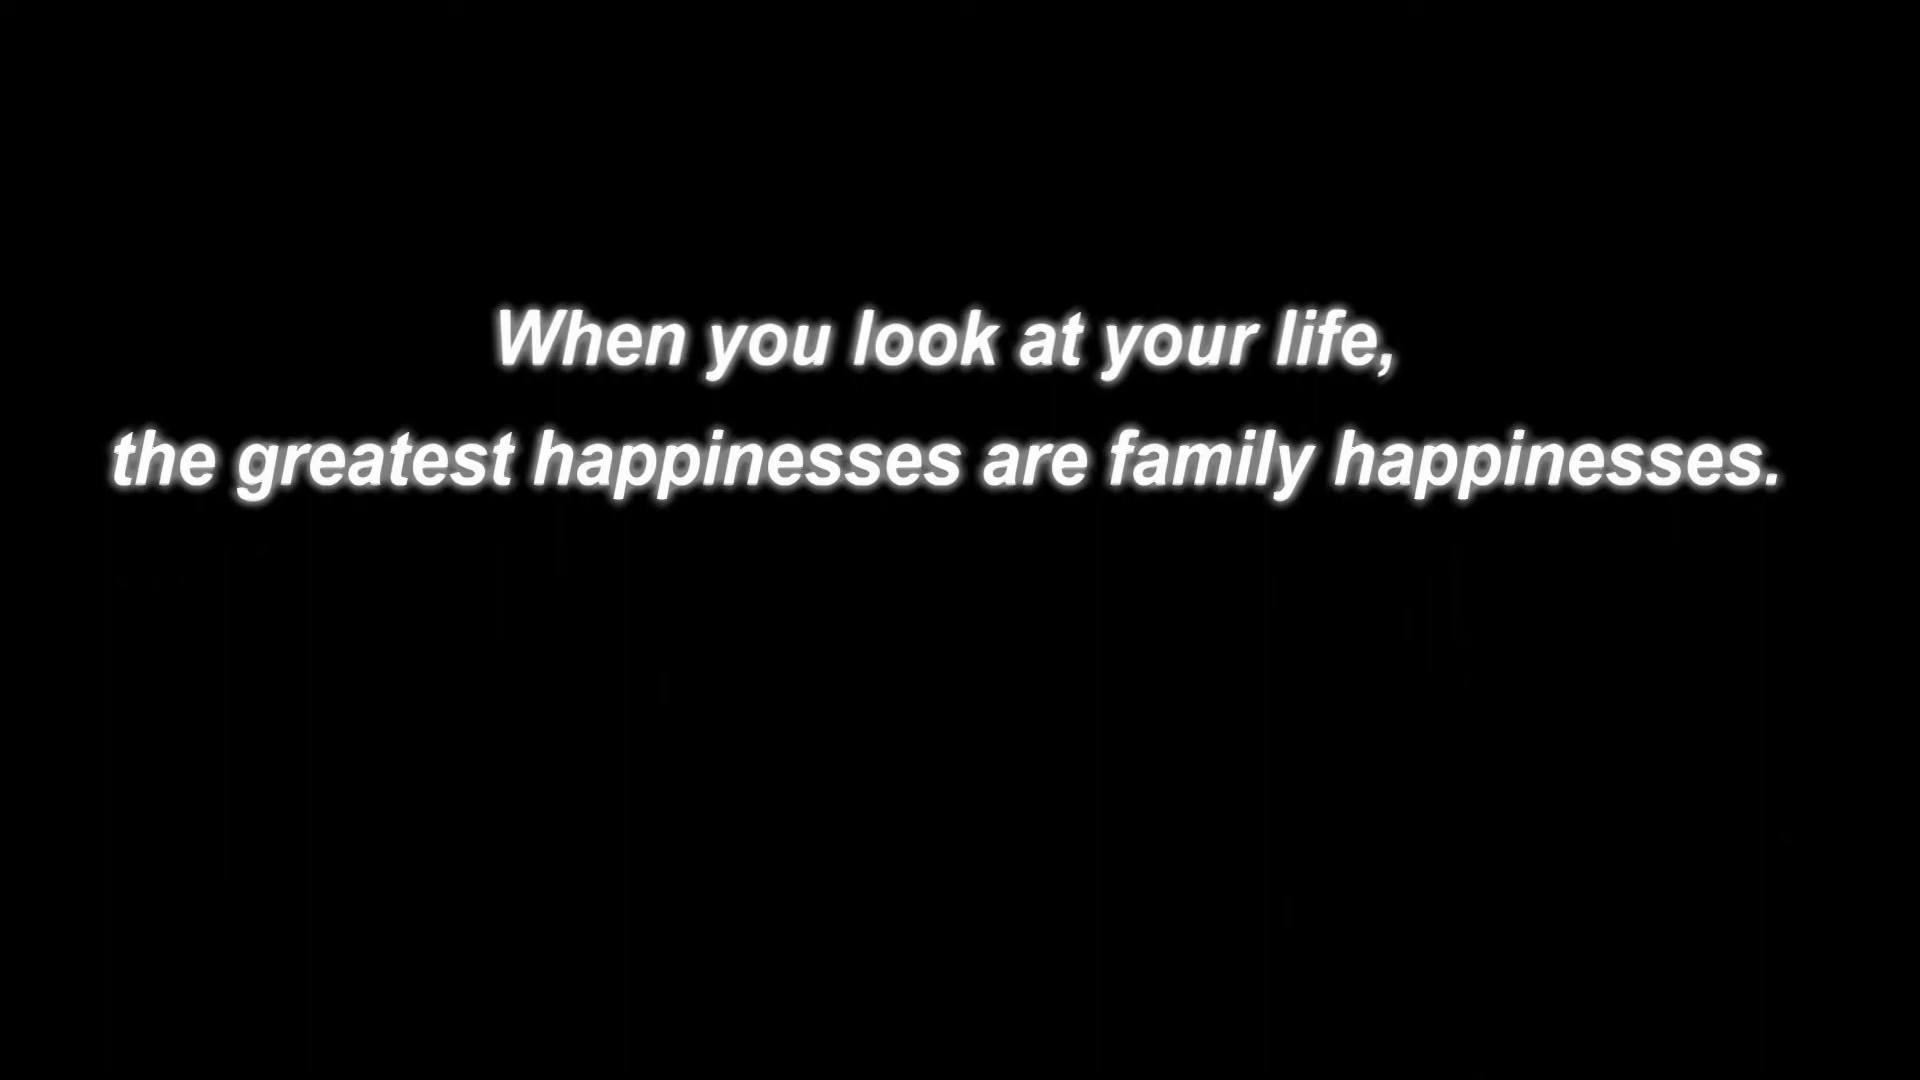 When you look at your life,
the greatest happinesses are family happinesses.